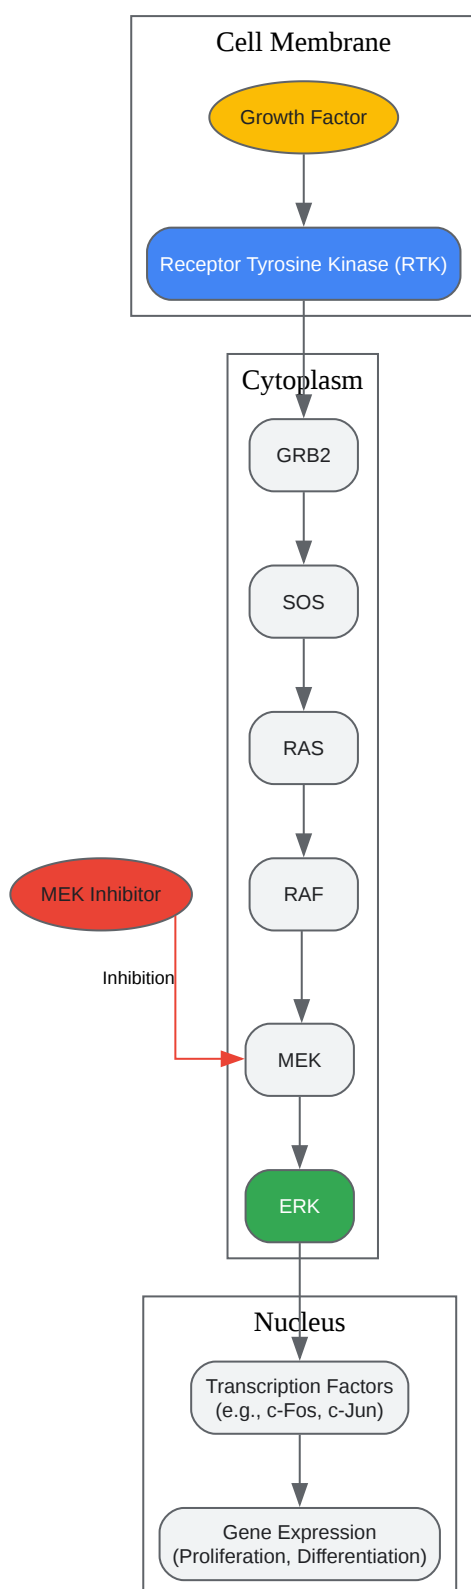 Cell Membrane
Growth Factor
Receptor Tyrosine Kinase (RTK)
Cytoplasm
GRB2
SOS
RAS
RAF
MEK Inhibitor
Inhibition
MEK
ERK
Nucleus
Transcription Factors
(e.g., c-Fos, c-Jun)
Gene Expression
(Proliferation, Differentiation)